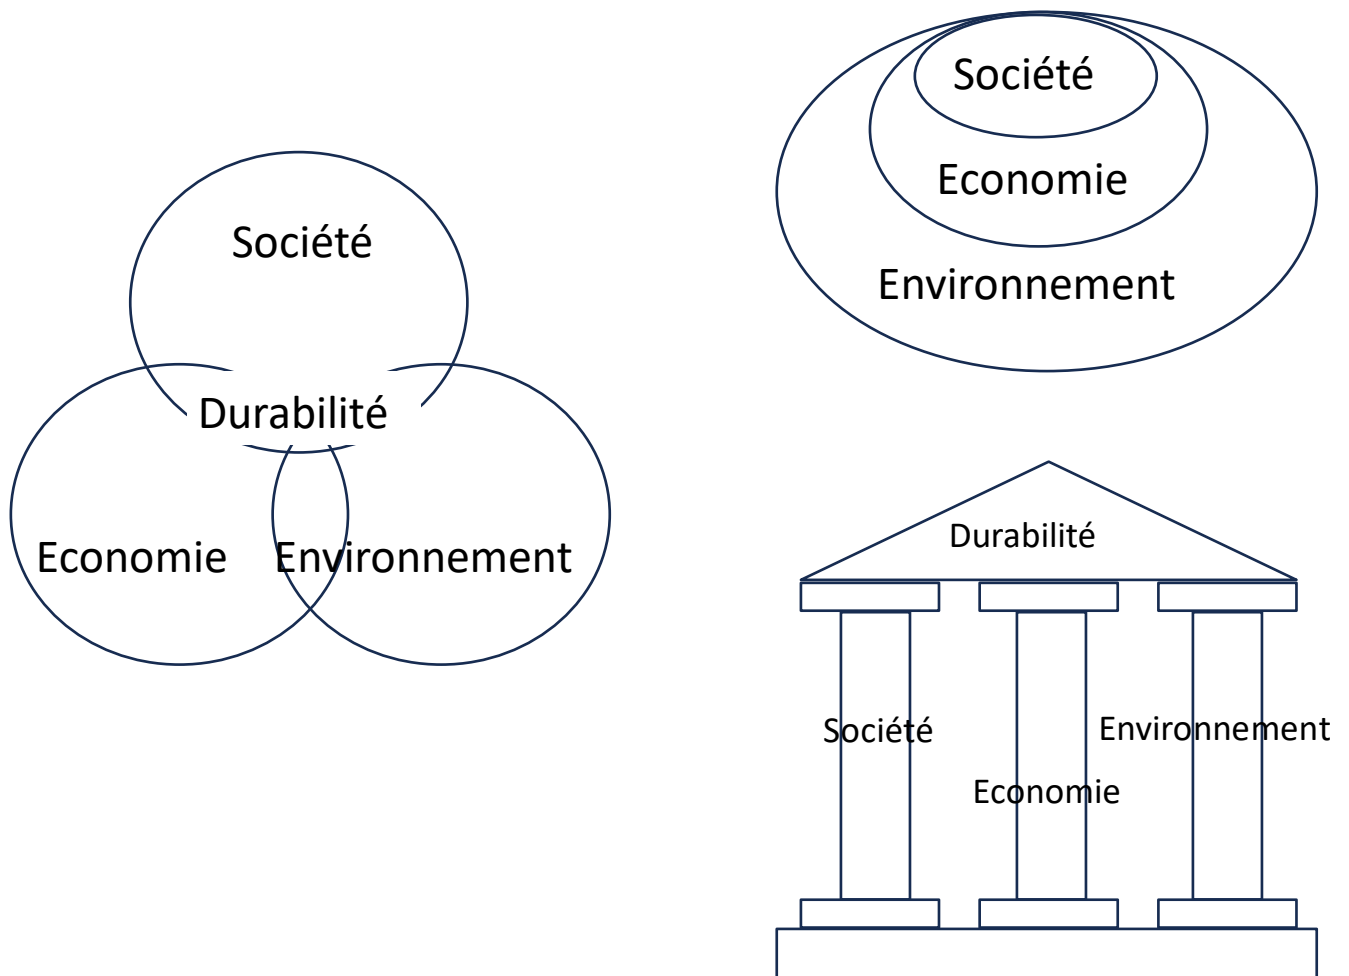 Société
Durabilité
Economie
Environnement
Société
Economie
Environnement
Durabilité
Société
Economie
Environnement